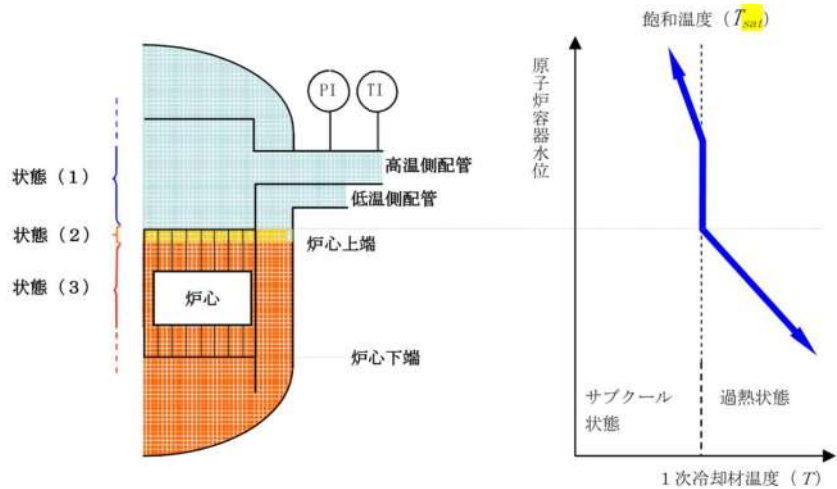 飽和温度（Tsat）
原子炉容器水位
PI
TI
高温側配管
低温側配管
状態（1）
状態（2）
状態（3）
炉心上端
炉心
炉心下端
サブクール
状態
過熱状態
1次冷却材温度（T）